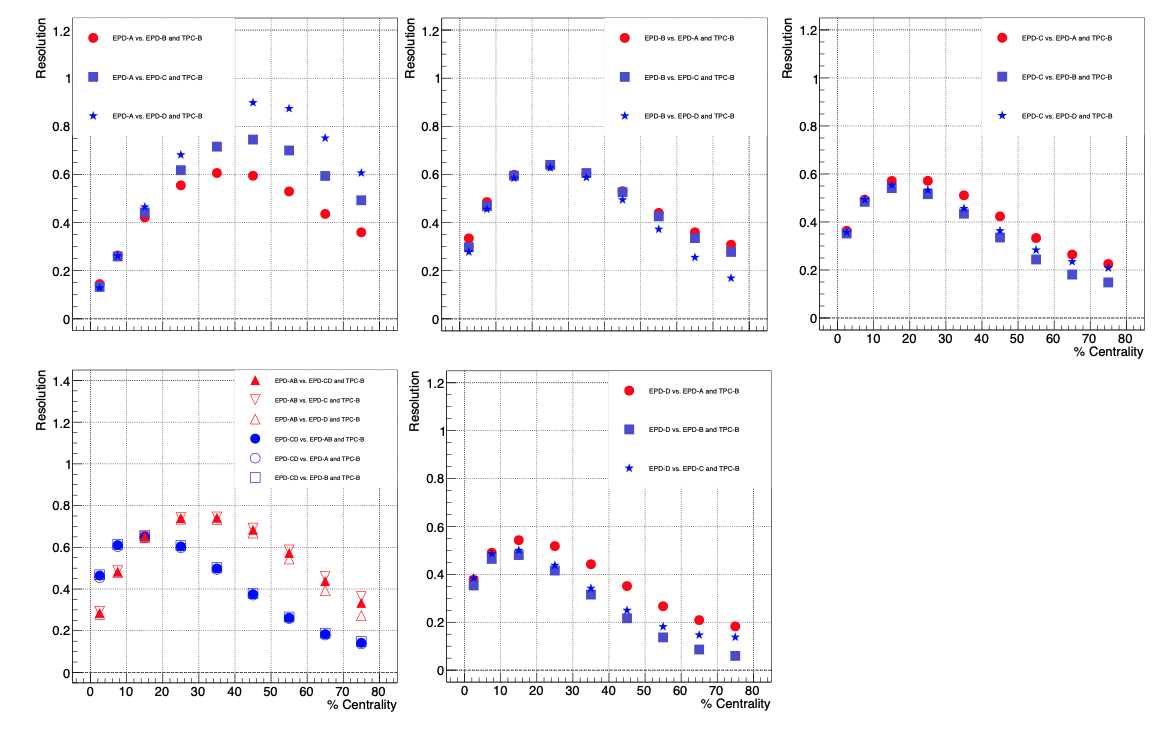 Resolution
1.2
1
0.8
0.6
0.4
0.2
0
EPD-A vs. EPD-B and TPC-B
EPD-A vs. EPD-C and TPC-B
EPD-A vs. EPD-D and TPC-B
Resolution
1.2
1
0.8
0.6
0.4
0.2
0
EPD-B vs. EPD-A and TPC-B
EPD-B vs. EPD-C and TPC-B
EPD-B vs. EPD-D and TPC-B
Resolution
1.2
1
0.8
0.6
0.4
0.2
0
EPD-C vs. EPD-A and TPC-B
EPD-C vs. EPD-B and TPC-B
EPD-C vs. EPD-D and TPC-B
0 10 20 30 40 50 60 70 80
% Centrality
Resolution
1.4
1.2
1
0.8
0.6
0.4
0.2
0
EPD-AB vs. EPD-CD and TPC-B
EPD-AB vs. EPD-C and TPC-B
EPD-AB vs. EPD-D and TPC-B
EPD-CD vs. EPD-AB and TPC-B
EPD-CD vs. EPD-A and TPC-B
EPD-CD vs. EPD-B and TPC-B
0 10 20 30 40 50 60 70 80
% Centrality
Resolution
1.2
1
0.8
0.6
0.4
0.2
0
EPD-D vs. EPD-A and TPC-B
EPD-D vs. EPD-B and TPC-B
EPD-D vs. EPD-C and TPC-B
0 10 20 30 40 50 60 70 80
% Centrality